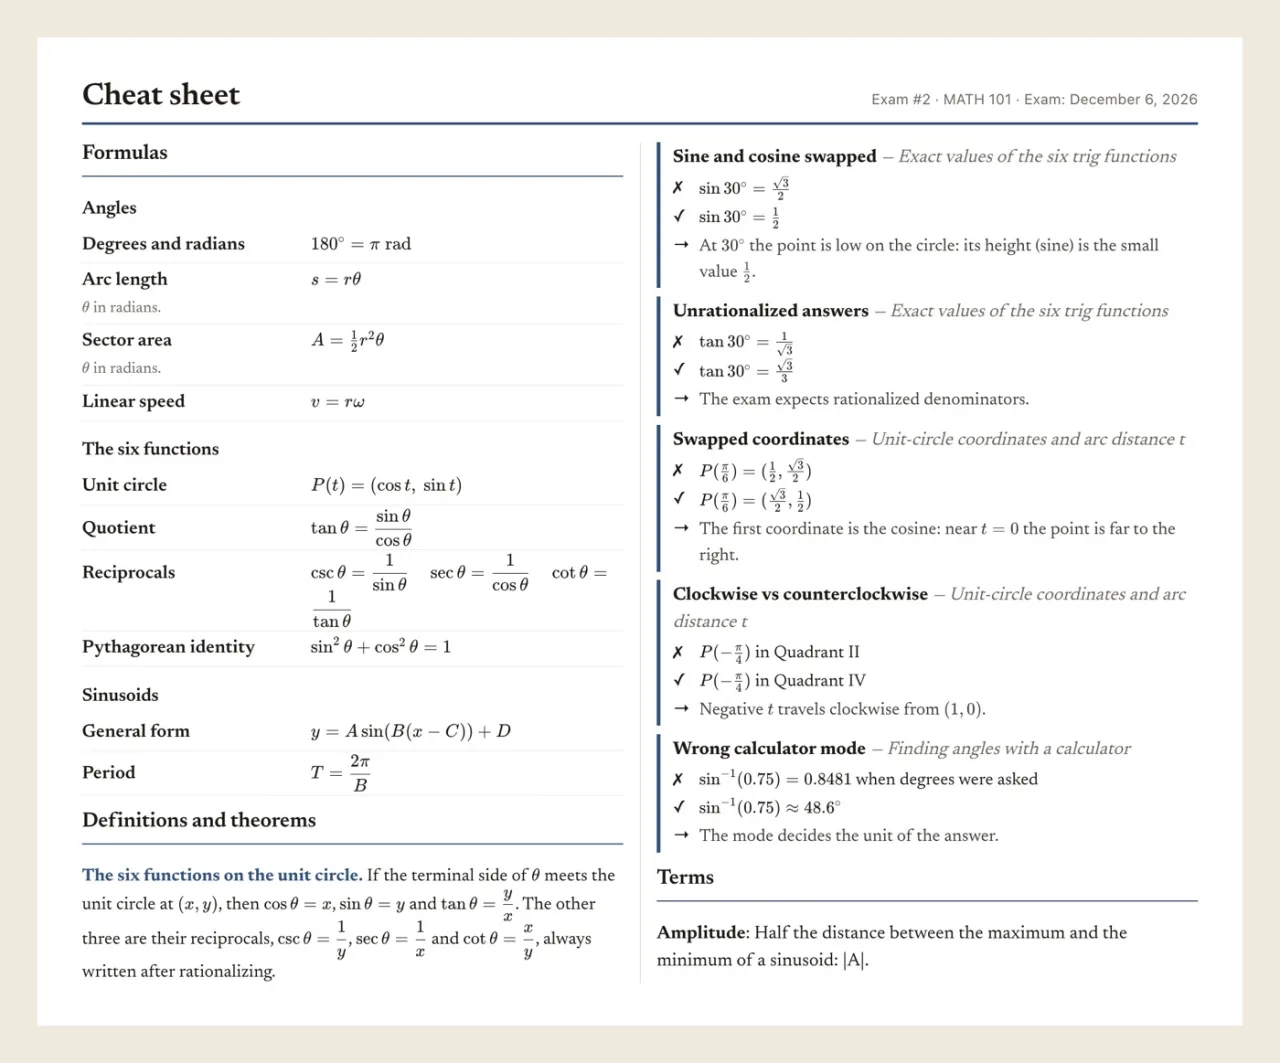 Cheat sheet
Exam #2 · MATH 101 · Exam: December 6, 2026
Formulas
Angles
Degrees and radians 180° = π rad
Arc length s = rθ
θ in radians.
Sector area A = 1/2 r²θ
θ in radians.
Linear speed v = rω
The six functions
Unit circle P(t) = (cos t, sin t)
Quotient tan θ = sin θ / cos θ
Reciprocals csc θ = 1 / sin θ sec θ = 1 / cos θ cot θ =
1 / tan θ
Pythagorean identity sin² θ + cos² θ = 1
Sinusoids
General form y = A sin(B(x − C)) + D
Period T = 2π / B
Definitions and theorems
The six functions on the unit circle. If the terminal side of θ meets the
unit circle at (x, y), then cos θ = x, sin θ = y and tan θ = y/x. The other
three are their reciprocals, csc θ = 1/y, sec θ = 1/x and cot θ = x/y, always
written after rationalizing.
Sine and cosine swapped – Exact values of the six trig functions
✗ sin 30° = √3/2
✓ sin 30° = 1/2
→ At 30° the point is low on the circle: its height (sine) is the small
value 1/2.
Unrationalized answers – Exact values of the six trig functions
✗ tan 30° = 1/√3
✓ tan 30° = √3/3
→ The exam expects rationalized denominators.
Swapped coordinates – Unit-circle coordinates and arc distance t
✗ P(π/6) = (1/2, √3/2)
✓ P(π/6) = (√3/2, 1/2)
→ The first coordinate is the cosine: near t = 0 the point is far to the
right.
Clockwise vs counterclockwise – Unit-circle coordinates and arc
distance t
✗ P(−π/4) in Quadrant II
✓ P(−π/4) in Quadrant IV
→ Negative t travels clockwise from (1, 0).
Wrong calculator mode – Finding angles with a calculator
✗ sin⁻¹(0.75) = 0.8481 when degrees were asked
✓ sin⁻¹(0.75) ≈ 48.6°
→ The mode decides the unit of the answer.
Terms
Amplitude: Half the distance between the maximum and the
minimum of a sinusoid: |A|.